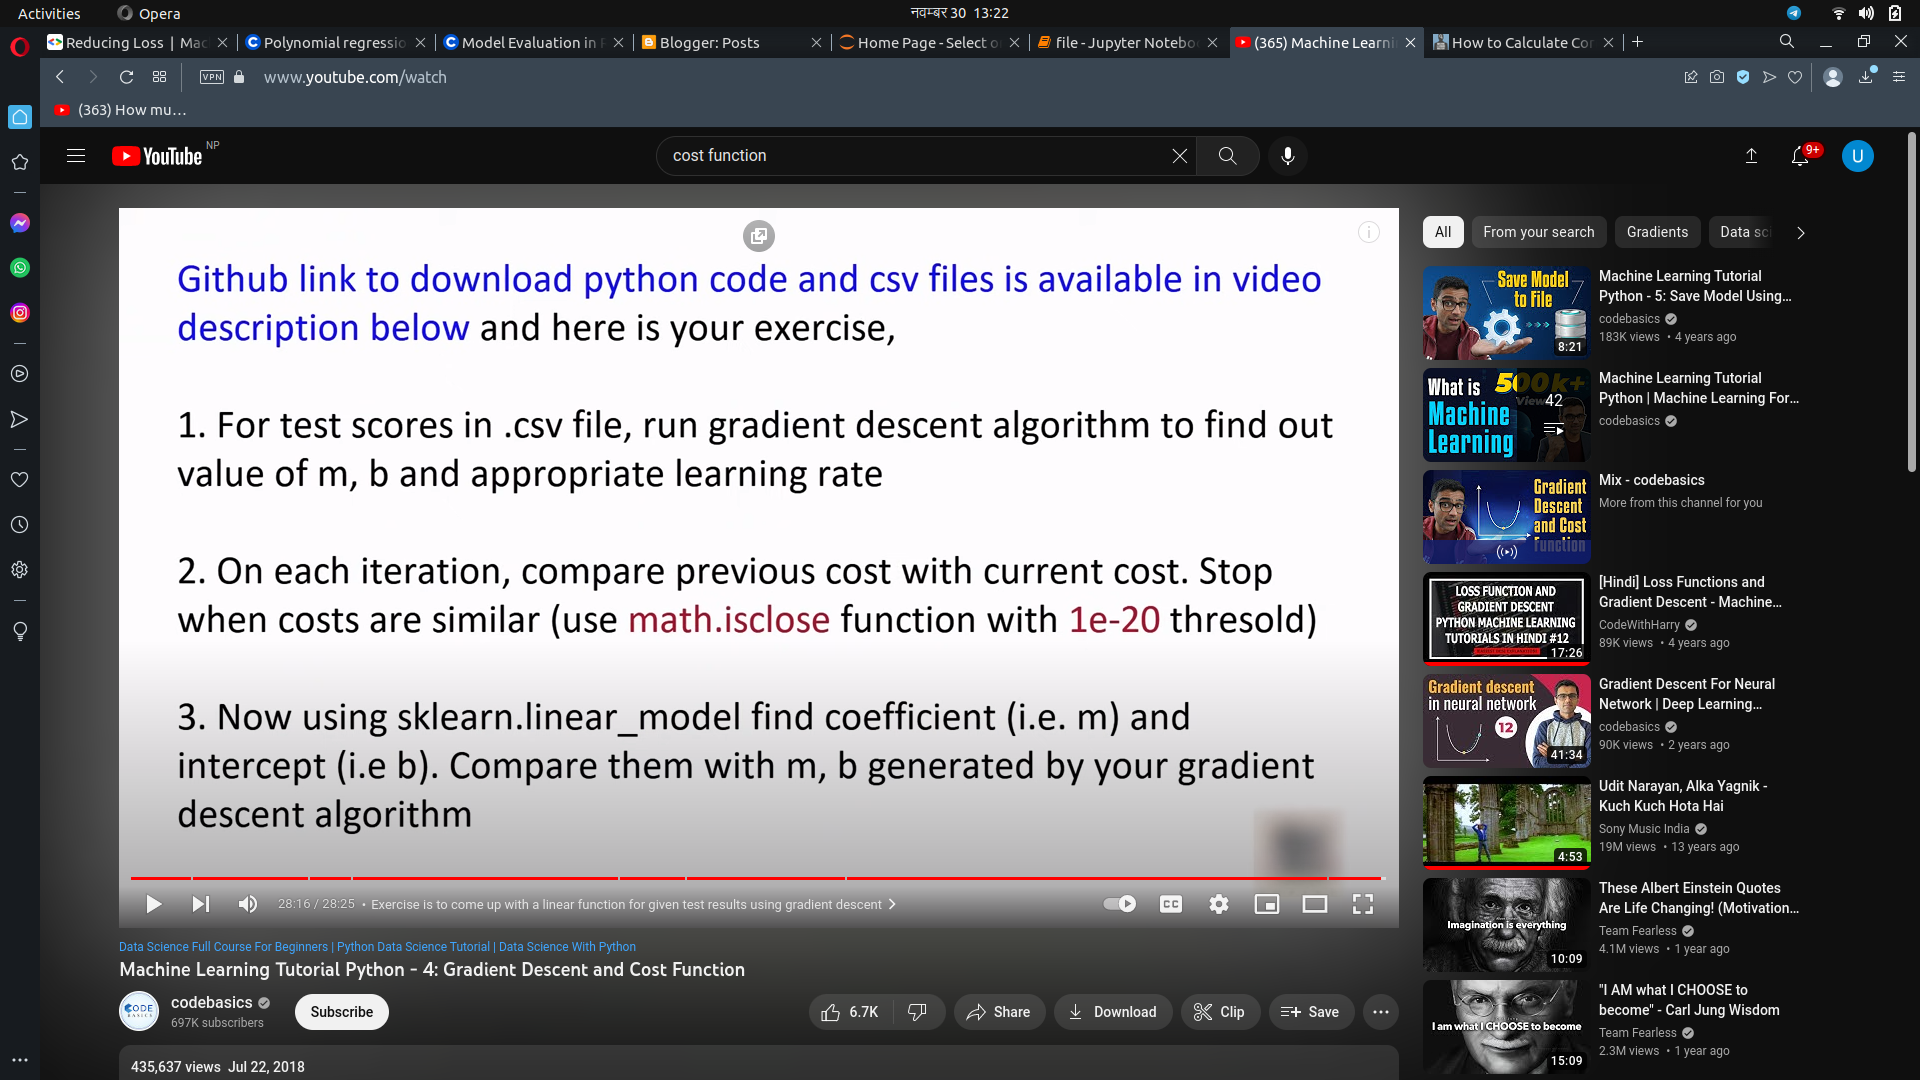 Activities
Opera
नवम्बर 30 13:22
Reducing Loss | Mac
Polynomial regressio
Model Evaluation in P
Blogger: Posts
Home Page - Select o
file - Jupyter Notebo
(365) Machine Learni
How to Calculate Cor
VPN
www.youtube.com/watch
(363) How mu…
YouTube NP
cost function
9+
U
Github link to download python code and csv files is available in video
description below and here is your exercise,
1. For test scores in .csv file, run gradient descent algorithm to find out
value of m, b and appropriate learning rate
2. On each iteration, compare previous cost with current cost. Stop
when costs are similar (use math.isclose function with 1e-20 thresold)
3. Now using sklearn.linear_model find coefficient (i.e. m) and
intercept (i.e b). Compare them with m, b generated by your gradient
descent algorithm
28:16 / 28:25 • Exercise is to come up with a linear function for given test results using gradient descent
CC
Data Science Full Course For Beginners | Python Data Science Tutorial | Data Science With Python
Machine Learning Tutorial Python - 4: Gradient Descent and Cost Function
CODE
BASICS
codebasics
697K subscribers
Subscribe
6.7K
Share
Download
Clip
Save
435,637 views Jul 22, 2018
All
From your search
Gradients
Data sci
Save Model
to File
8:21
Machine Learning Tutorial
Python - 5: Save Model Using…
codebasics
183K views • 4 years ago
What is 500k+
Views
Machine
Learning
42
Machine Learning Tutorial
Python | Machine Learning For…
codebasics
Gradient
Descent
and Cost
Function
Mix - codebasics
More from this channel for you
LOSS FUNCTION AND
GRADIENT DESCENT
PYTHON MACHINE LEARNING
TUTORIALS IN HINDI #12
17:26
[Hindi] Loss Functions and
Gradient Descent - Machine…
CodeWithHarry
89K views • 4 years ago
Gradient descent
in neural network
12
41:34
Gradient Descent For Neural
Network | Deep Learning…
codebasics
90K views • 2 years ago
4:53
Udit Narayan, Alka Yagnik -
Kuch Kuch Hota Hai
Sony Music India
19M views • 13 years ago
Imagination is everything
10:09
These Albert Einstein Quotes
Are Life Changing! (Motivation…
Team Fearless
4.1M views • 1 year ago
I am what I CHOOSE to become
15:09
"I AM what I CHOOSE to
become" - Carl Jung Wisdom
Team Fearless
2.3M views • 1 year ago